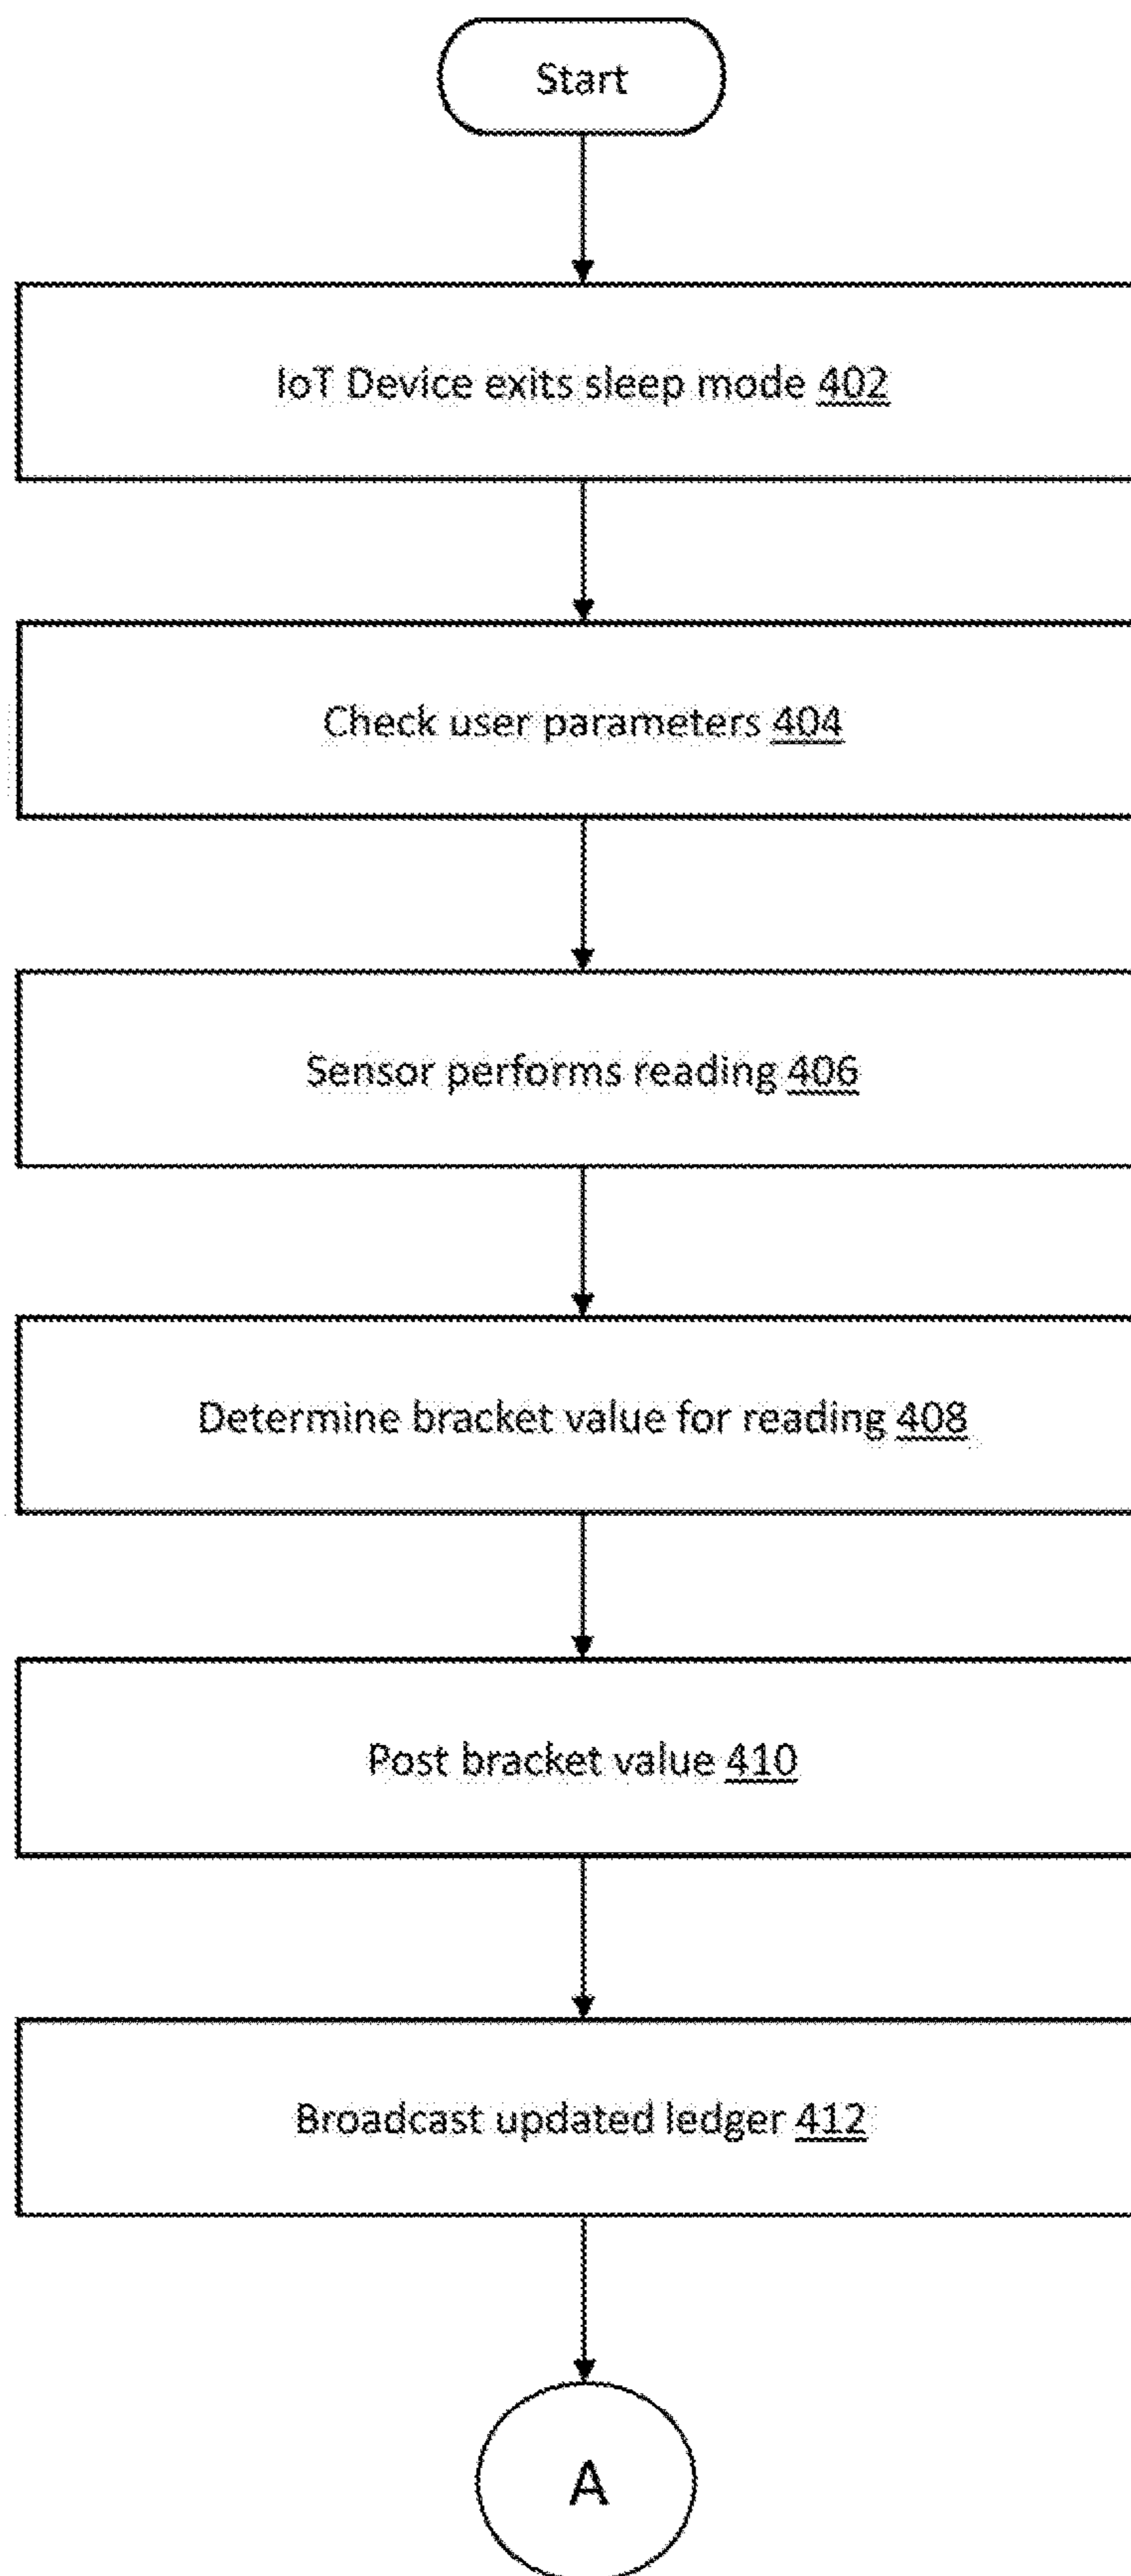 Start
IoT Device exits sleep mode 402
Check user parameters 404
Sensor performs reading 406
Determine bracket value for reading 408
Post bracket value 410
Broadcast updated ledger 412
A